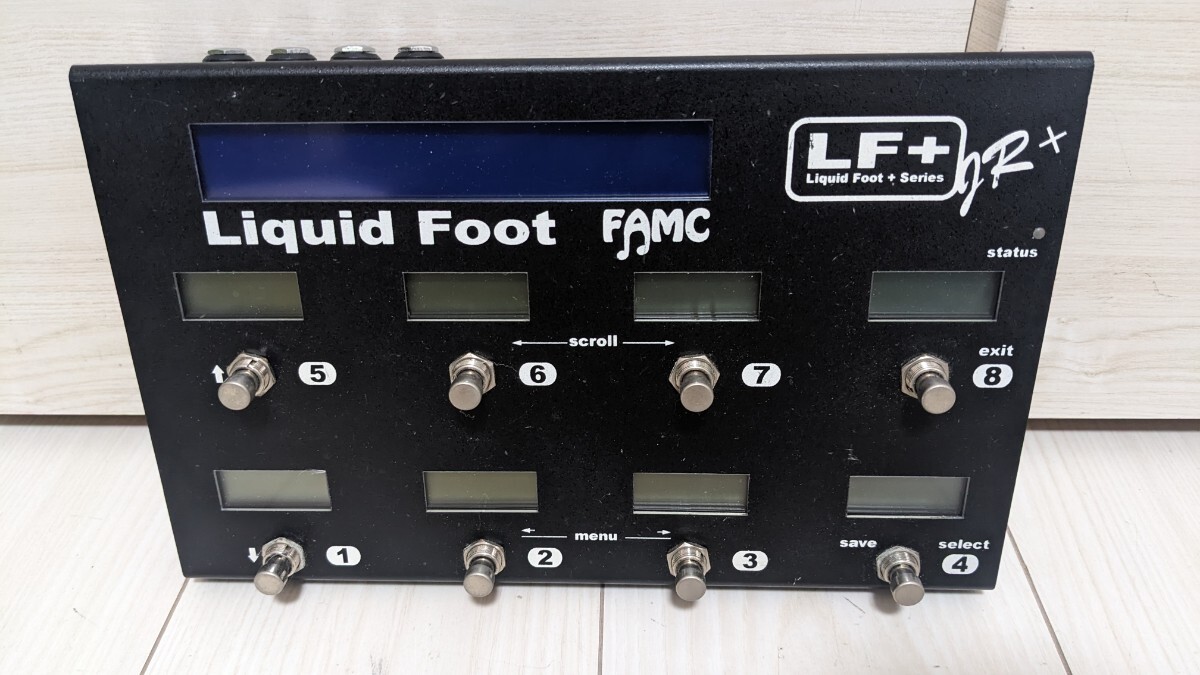 LF+
Liquid Foot + Series
JR+
Liquid Foot FAMC
status
scroll
exit
5 6 7 8
menu
save select
1 2 3 4